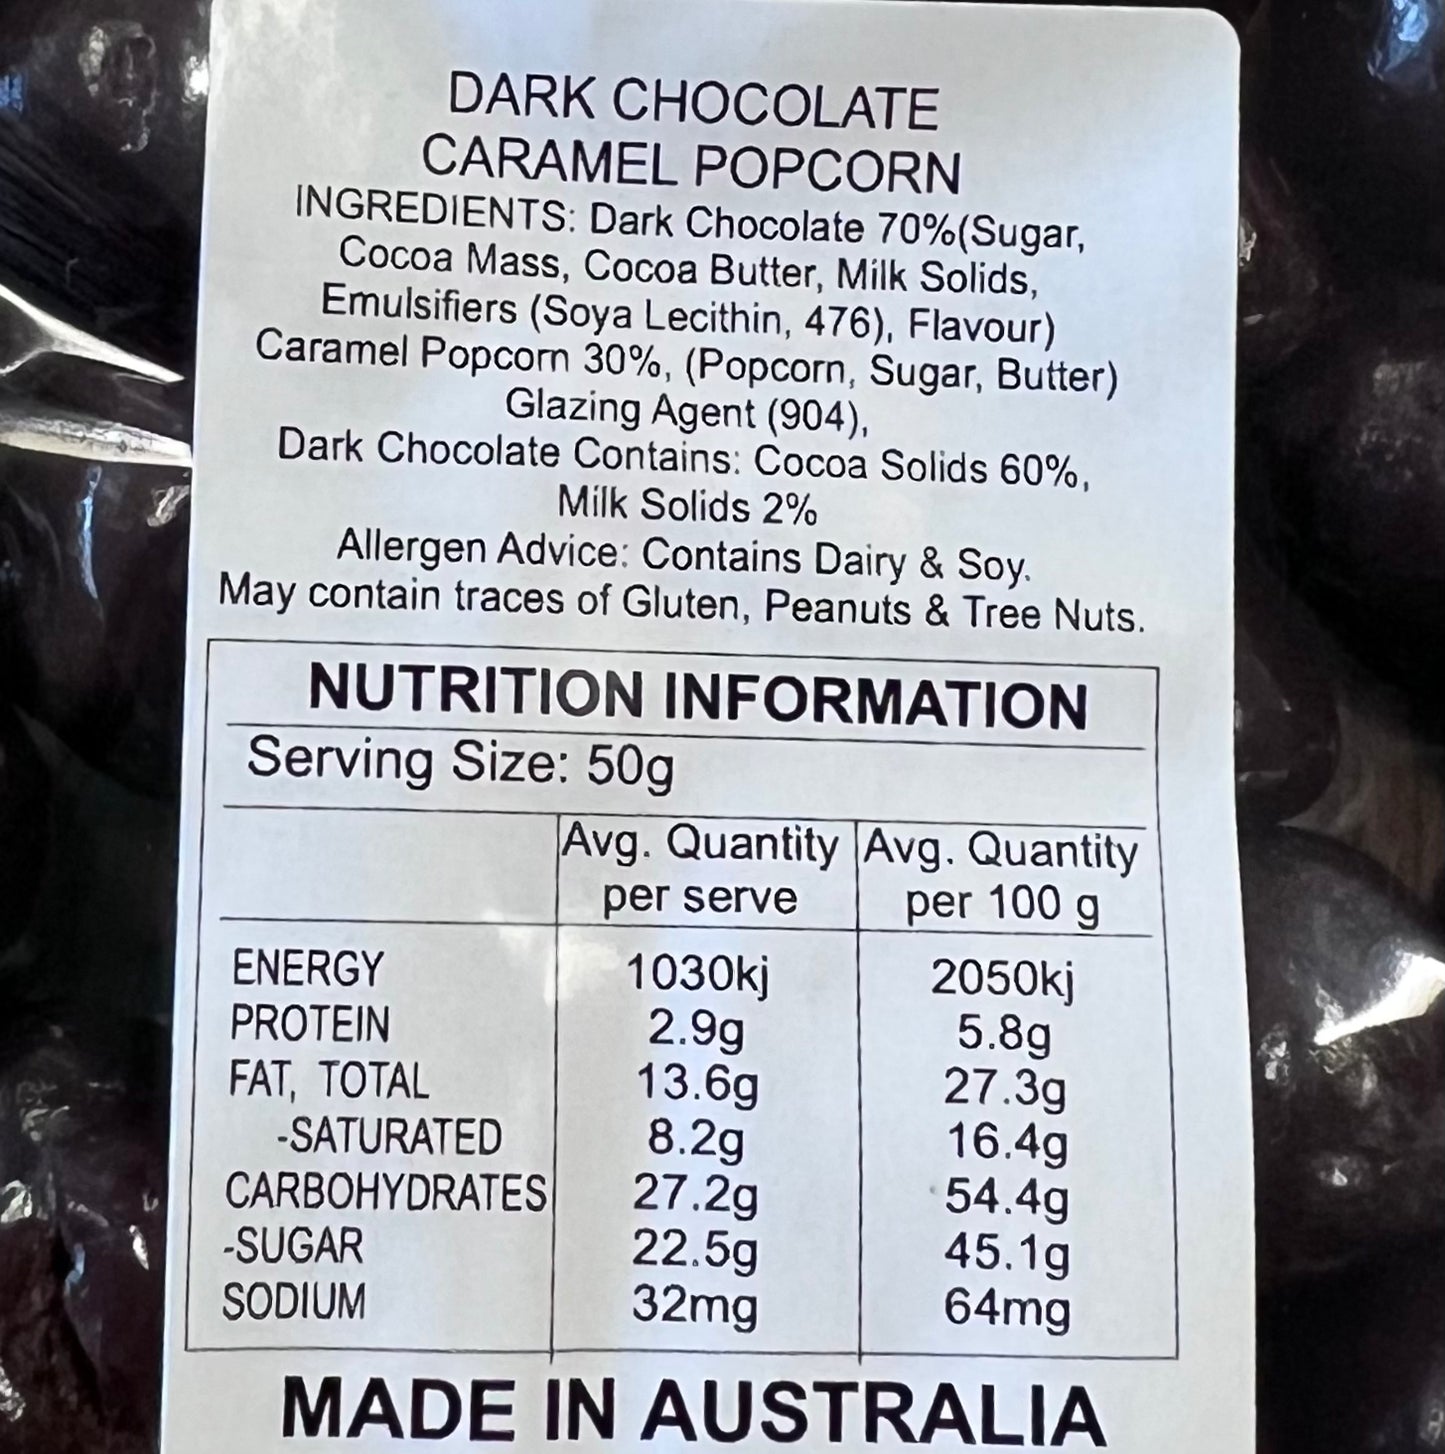 DARK CHOCOLATE
CARAMEL POPCORN
INGREDIENTS: Dark Chocolate 70%(Sugar,
Cocoa Mass, Cocoa Butter, Milk Solids,
Emulsifiers (Soya Lecithin, 476), Flavour)
Caramel Popcorn 30%, (Popcorn, Sugar, Butter)
Glazing Agent (904),
Dark Chocolate Contains: Cocoa Solids 60%,
Milk Solids 2%
Allergen Advice: Contains Dairy & Soy.
May contain traces of Gluten, Peanuts & Tree Nuts.
NUTRITION INFORMATION
Serving Size: 50g
Avg. Quantity Avg. Quantity
per serve per 100 g
ENERGY 1030kj 2050kj
PROTEIN 2.9g 5.8g
FAT, TOTAL 13.6g 27.3g
-SATURATED 8.2g 16.4g
CARBOHYDRATES 27.2g 54.4g
-SUGAR 22.5g 45.1g
SODIUM 32mg 64mg
MADE IN AUSTRALIA